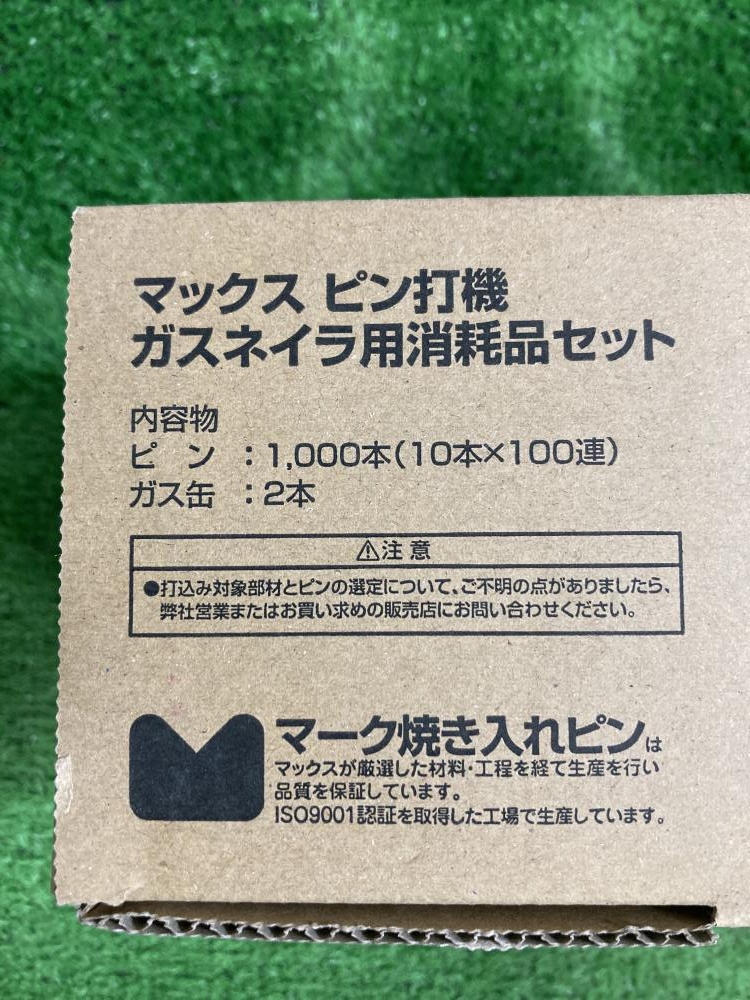 マックス ピン打機
ガスネイラ用消耗品セット
内容物
ピン：1,000本(10本×100連)
ガス缶：2本
⚠注意
●打込み対象部材とピンの選定について、ご不明の点がありましたら、
弊社営業またはお買い求めの販売店にお問い合わせください。
マーク焼き入れピンは
マックスが厳選した材料・工程を経て生産を行い
品質を保証しています。
ISO9001認証を取得した工場で生産しています。